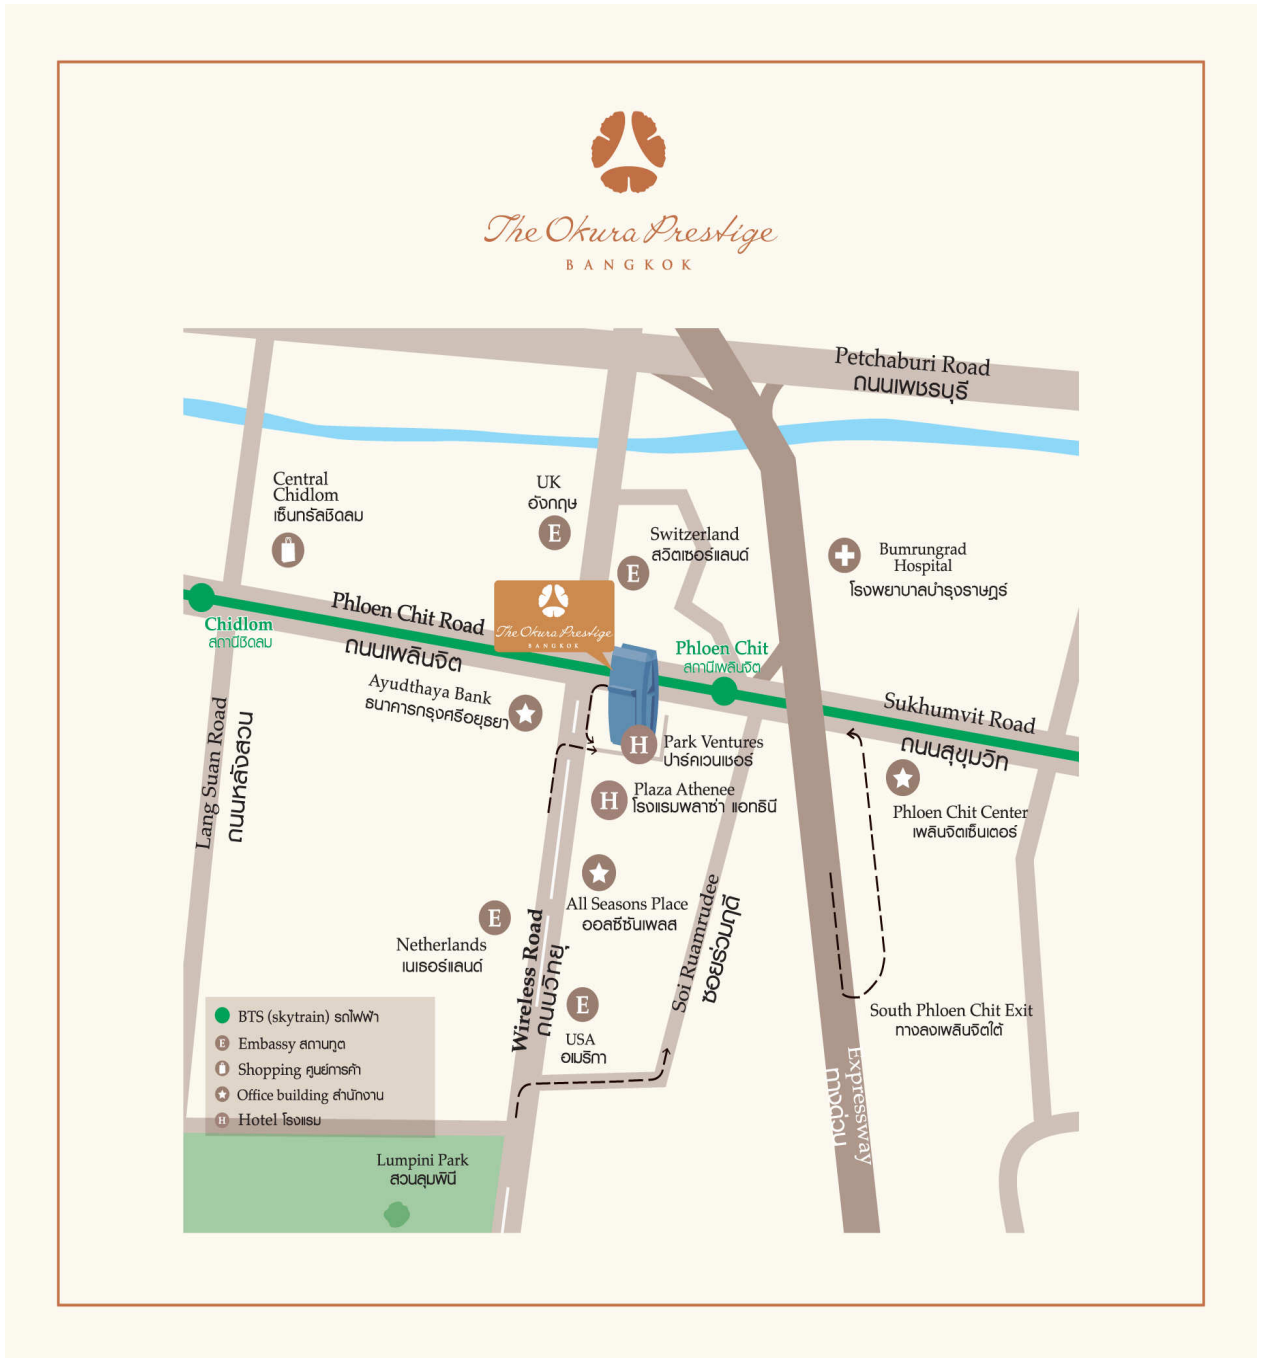 The Okura Prestige
BANGKOK
Petchaburi Road
ถนนเพชรบุรี
Central
Chidlom
เซ็นทรัลชิดลม
UK
อังกฤษ
E
Switzerland
สวิตเซอร์แลนด์
E
Bumrungrad
Hospital
โรงพยาบาลบำรุงราษฎร์
Chidlom
สถานีชิดลม
Phloen Chit Road
ถนนเพลินจิต
The Okura Prestige
BANGKOK
Phloen Chit
สถานีเพลินจิต
Ayudthaya Bank
ธนาคารกรุงศรีอยุธยา
Sukhumvit Road
ถนนสุขุมวิท
Lang Suan Road
ถนนหลังสวน
H
Park Ventures
ปาร์คเวนเชอร์
H
Plaza Athenee
โรงแรมพลาซ่า แอทธินี
Phloen Chit Center
เพลินจิตเซ็นเตอร์
All Seasons Place
ออลซีซันเพลส
E
Netherlands
เนเธอร์แลนด์
Wireless Road
ถนนวิทยุ
Soi Ruamrudee
ซอยร่วมฤดี
E
USA
อเมริกา
South Phloen Chit Exit
ทางลงเพลินจิตใต้
Expressway
ทางด่วน
BTS (skytrain) รถไฟฟ้า
E Embassy สถานทูต
Shopping ศูนย์การค้า
Office building สำนักงาน
H Hotel โรงแรม
Lumpini Park
สวนลุมพินี